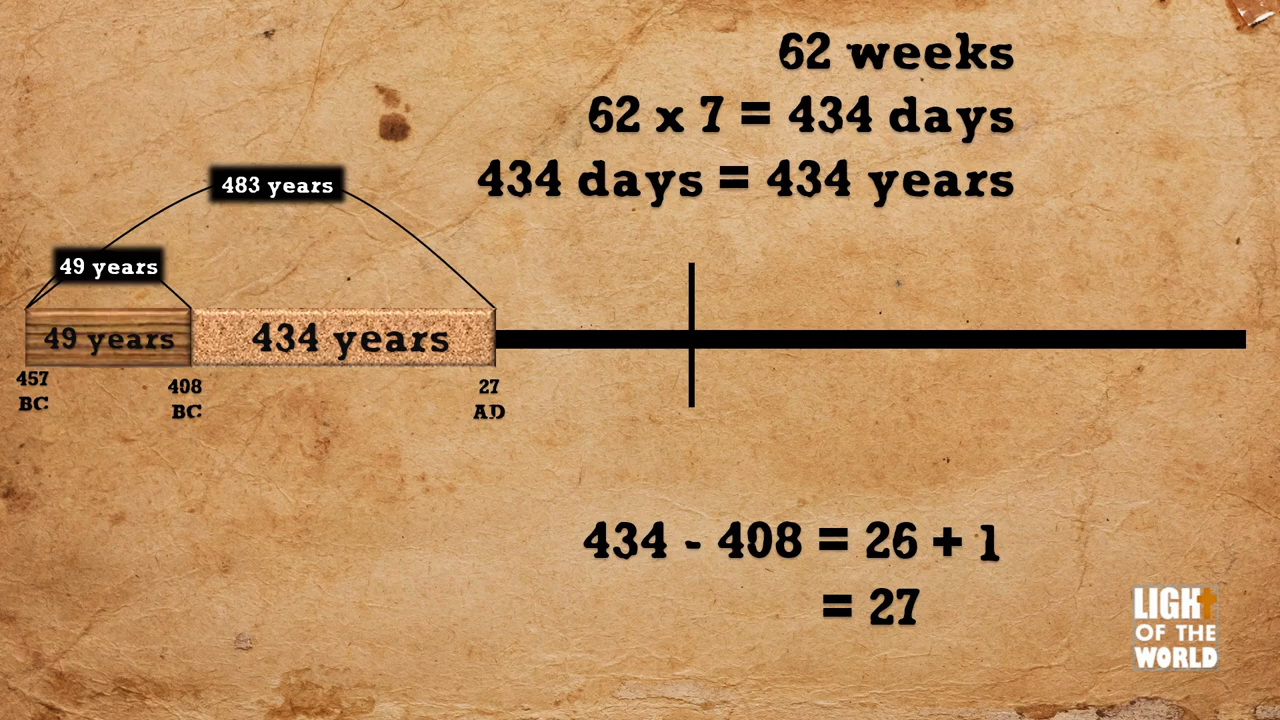 62 weeks
62 x 7 = 434 days
434 days = 434 years
483 years
49 years
49 years
434 years
457
BC
408
BC
27
AD
434 - 408 = 26 + 1
= 27
LIGHT
OF THE
WORLD